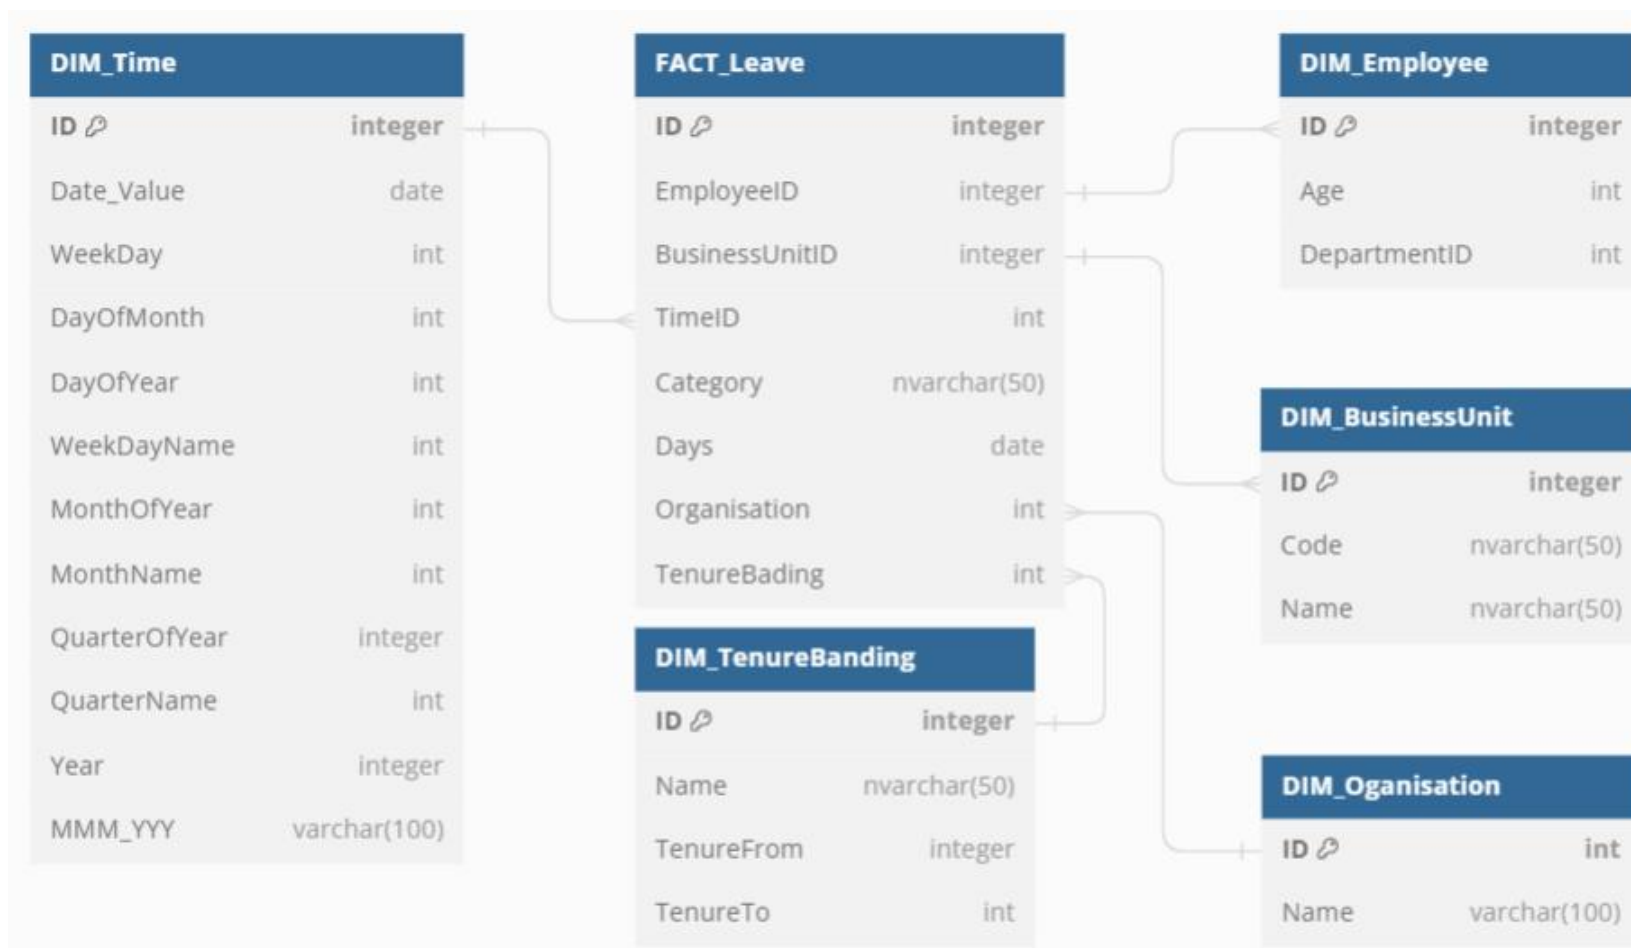 DIM_Time
ID integer
Date_Value date
WeekDay int
DayOfMonth int
DayOfYear int
WeekDayName int
MonthOfYear int
MonthName int
QuarterOfYear integer
QuarterName int
Year integer
MMM_YYY varchar(100)
FACT_Leave
ID integer
EmployeeID integer
BusinessUnitID integer
TimeID int
Category nvarchar(50)
Days date
Organisation int
TenureBading int
DIM_TenureBanding
ID integer
Name nvarchar(50)
TenureFrom integer
TenureTo int
DIM_Employee
ID integer
Age int
DepartmentID int
DIM_BusinessUnit
ID integer
Code nvarchar(50)
Name nvarchar(50)
DIM_Oganisation
ID int
Name varchar(100)